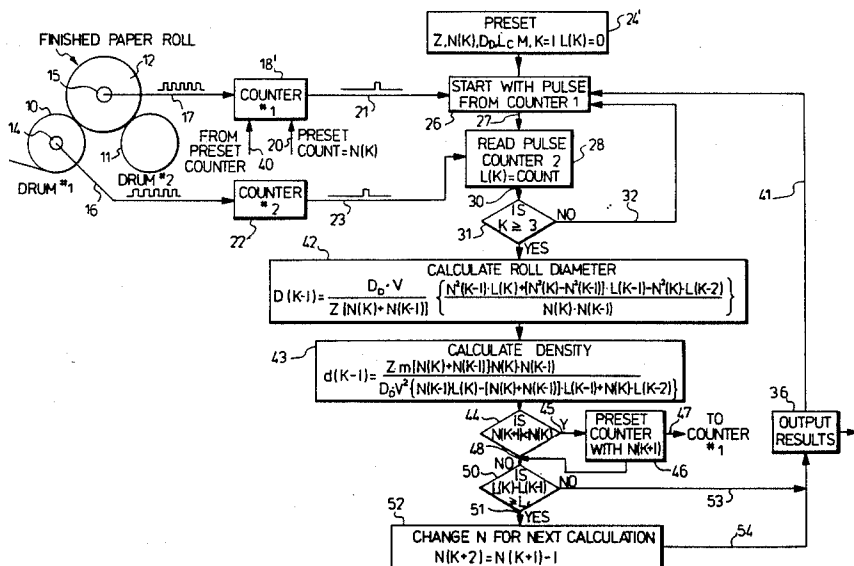 PRESET
Z,N(K),D_D,L_C M, K=1 L(K)=0
24'
FINISHED PAPER ROLL
12
15
18'
COUNTER
#1
17
21
START WITH PULSE
FROM COUNTER 1
26
27
10
14
11
DRUM #1
DRUM #2
16
FROM
PRESET
COUNTER
20
40
PRESET
COUNT=N(K)
READ PULSE
COUNTER 2
L(K)=COUNT
28
COUNTER
#2
22
23
30
IS
K ≥ 3
31
NO
32
41
YES
42
CALCULATE ROLL DIAMETER
D(K-1)= D_D·V / Z{N(K)+N(K-1)} { N²(K-1)·L(K)+[N²(K)-N²(K-1)]·L(K-1)-N²(K)·L(K-2) / N(K)·N(K-1) }
43
CALCULATE DENSITY
d(K-1)= Z m[N(K)+N(K-1)]N(K)·N(K-1) / D_D V²{N(K-1)L(K)-[N(K)+N(K-1)]·L(K-1)+N(K)·L(K-2)}
44
IS
N(K+1)<N(K)
45
Y
PRESET
COUNTER
WITH N(K+1)
46
47
TO
COUNTER
#1
36
OUTPUT
RESULTS
48
NO
50
IS
L(K)-L(K-1)
≥L_c
NO
53
51
YES
52
CHANGE N FOR NEXT CALCULATION
N(K+2)=N(K+1)-1
54